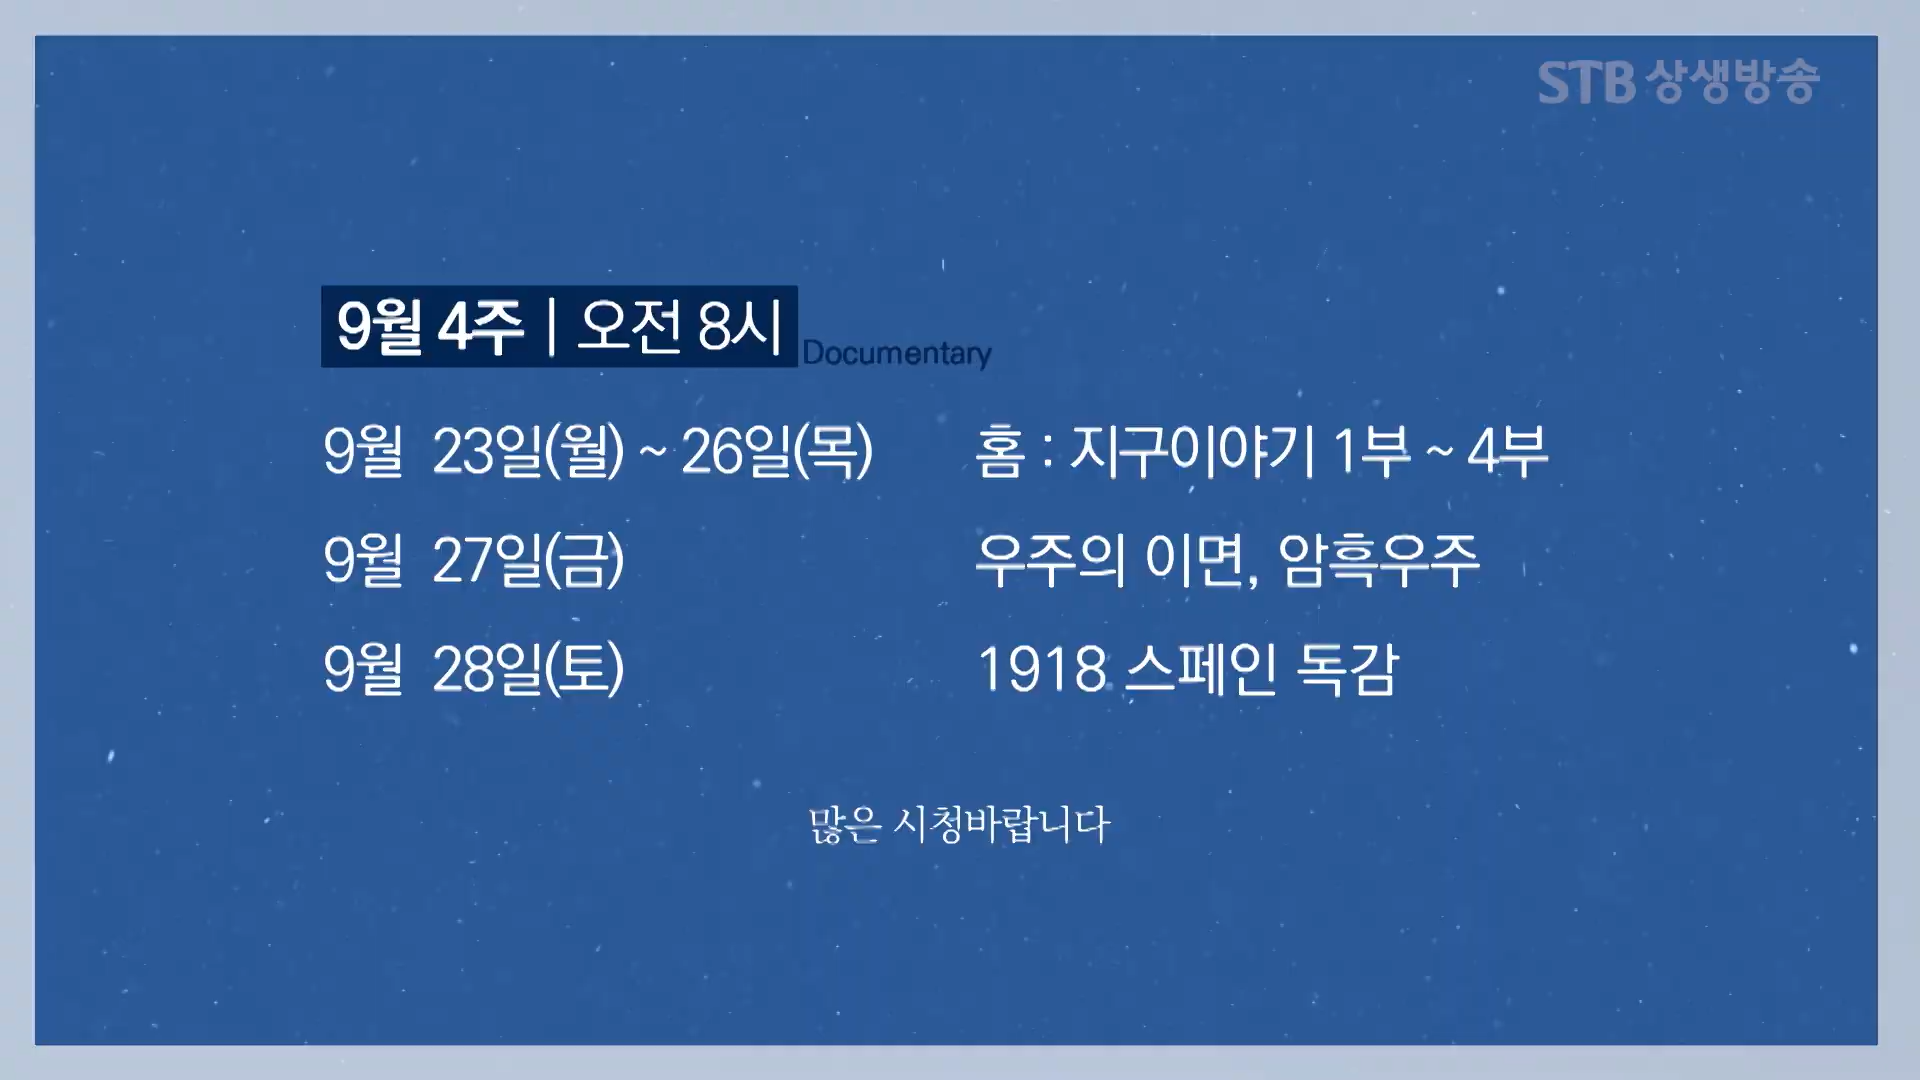 STB 상생방송
9월 4주 | 오전 8시 Documentary
9월 23일(월) ~ 26일(목) 홈 : 지구이야기 1부 ~ 4부
9월 27일(금) 우주의 이면, 암흑우주
9월 28일(토) 1918 스페인 독감
많은 시청바랍니다